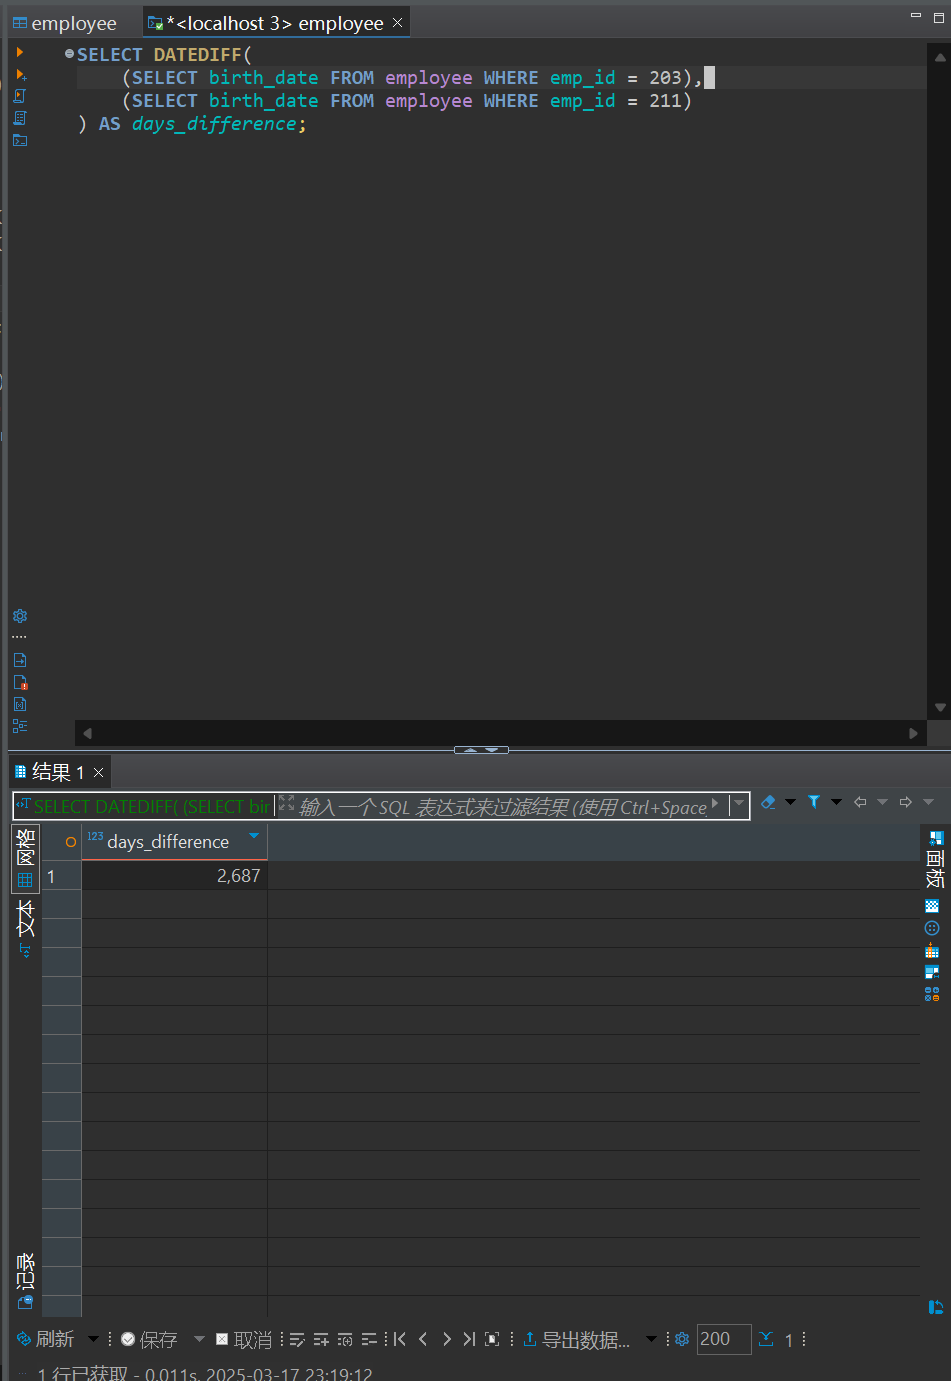 employee
*<localhost 3> employee
SELECT DATEDIFF(
(SELECT birth_date FROM employee WHERE emp_id = 203),
(SELECT birth_date FROM employee WHERE emp_id = 211)
) AS days_difference;
结果 1
SELECT DATEDIFF( (SELECT bir
输入一个 SQL 表达式来过滤结果 (使用 Ctrl+Space
网格
文本
记录
123 days_difference
1 2,687
面板
刷新 保存 取消 导出数据... 200 1
1 行已获取 - 0.011s, 2025-03-17 23:19:12